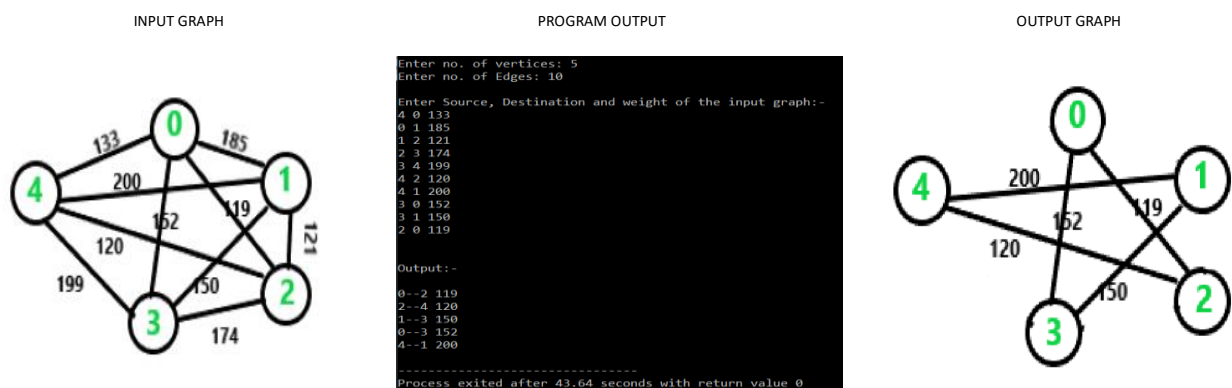 INPUT GRAPH
PROGRAM OUTPUT
OUTPUT GRAPH
0
1
2
3
4
133
185
200
152
119
121
120
199
150
174
Enter no. of vertices: 5
Enter no. of Edges: 10
Enter Source, Destination and weight of the input graph:-
4 0 133
0 1 185
1 2 121
2 3 174
3 4 199
4 2 120
4 1 200
3 0 152
3 1 150
2 0 119
Output:-
0--2 119
2--4 120
1--3 150
0--3 152
4--1 200
--------------------------------
Process exited after 43.64 seconds with return value 0
0
1
2
3
4
200
152
119
120
150